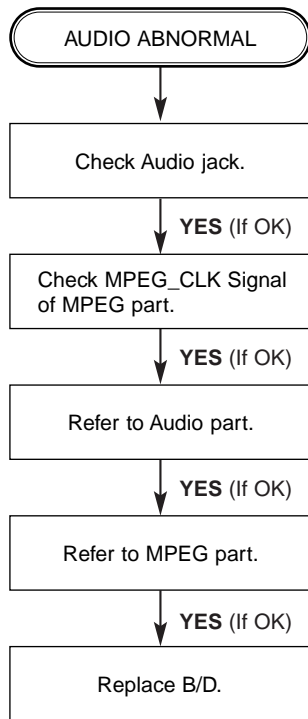 AUDIO ABNORMAL
Check Audio jack.
YES (If OK)
Check MPEG_CLK Signal
of MPEG part.
YES (If OK)
Refer to Audio part.
YES (If OK)
Refer to MPEG part.
YES (If OK)
Replace B/D.